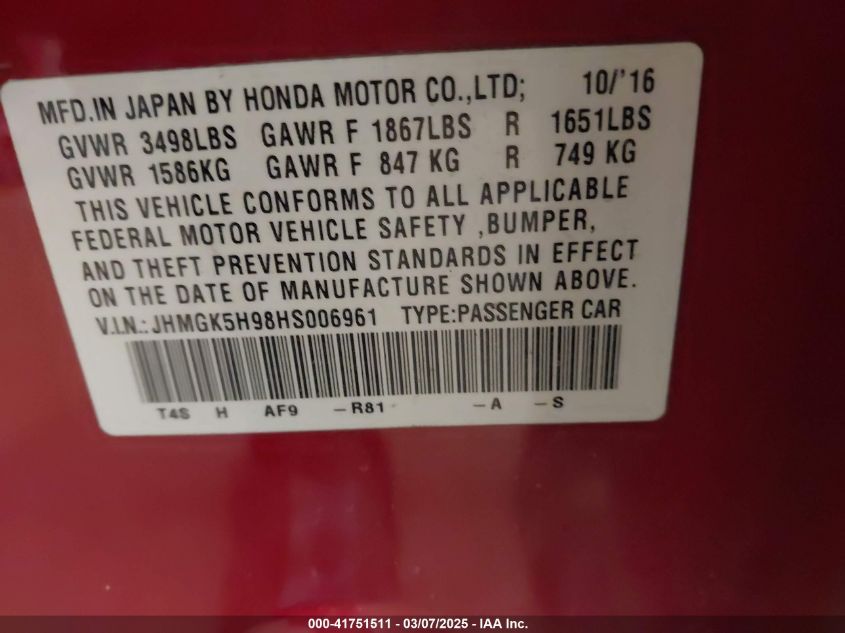 MFD.IN JAPAN BY HONDA MOTOR CO.,LTD; 10/'16
GVWR 3498LBS GAWR F 1867LBS R 1651LBS
GVWR 1586KG GAWR F 847 KG R 749 KG
THIS VEHICLE CONFORMS TO ALL APPLICABLE
FEDERAL MOTOR VEHICLE SAFETY ,BUMPER,
AND THEFT PREVENTION STANDARDS IN EFFECT
ON THE DATE OF MANUFACTURE SHOWN ABOVE.
V.I.N.:JHMGK5H98HS006961 TYPE:PASSENGER CAR
T4S H AF9 -R81 -A -S
000-41751511 - 03/07/2025 - IAA Inc.